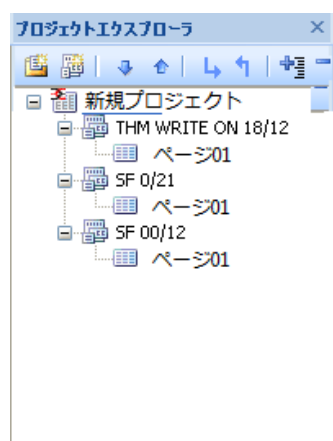 プロジェクトエクスプローラ
新規プロジェクト
THM WRITE ON 18/12
ページ01
SF 0/21
ページ01
SF 00/12
ページ01